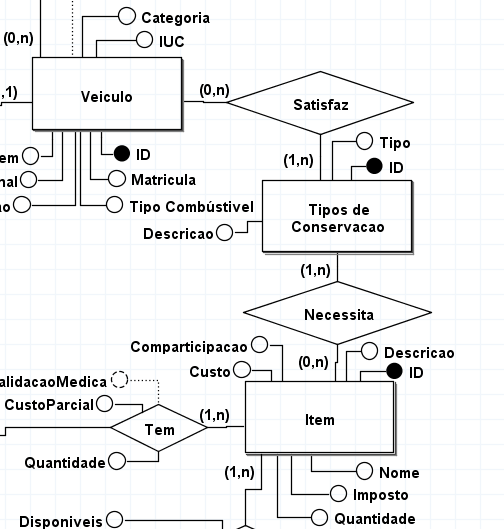 Categoria
(0,n)
IUC
,1)
Veiculo
(0,n)
Satisfaz
em
ID
(1,n)
Tipo
ID
nal
Matricula
ao
Tipo Combústivel
Tipos de
Conservacao
Descricao
(1,n)
Necessita
Comparticipacao
(0,n)
Descricao
Custo
ID
alidacaoMedica
CustoParcial
(1,n)
Item
Tem
Quantidade
(1,n)
Nome
Imposto
Quantidade
Disponiveis